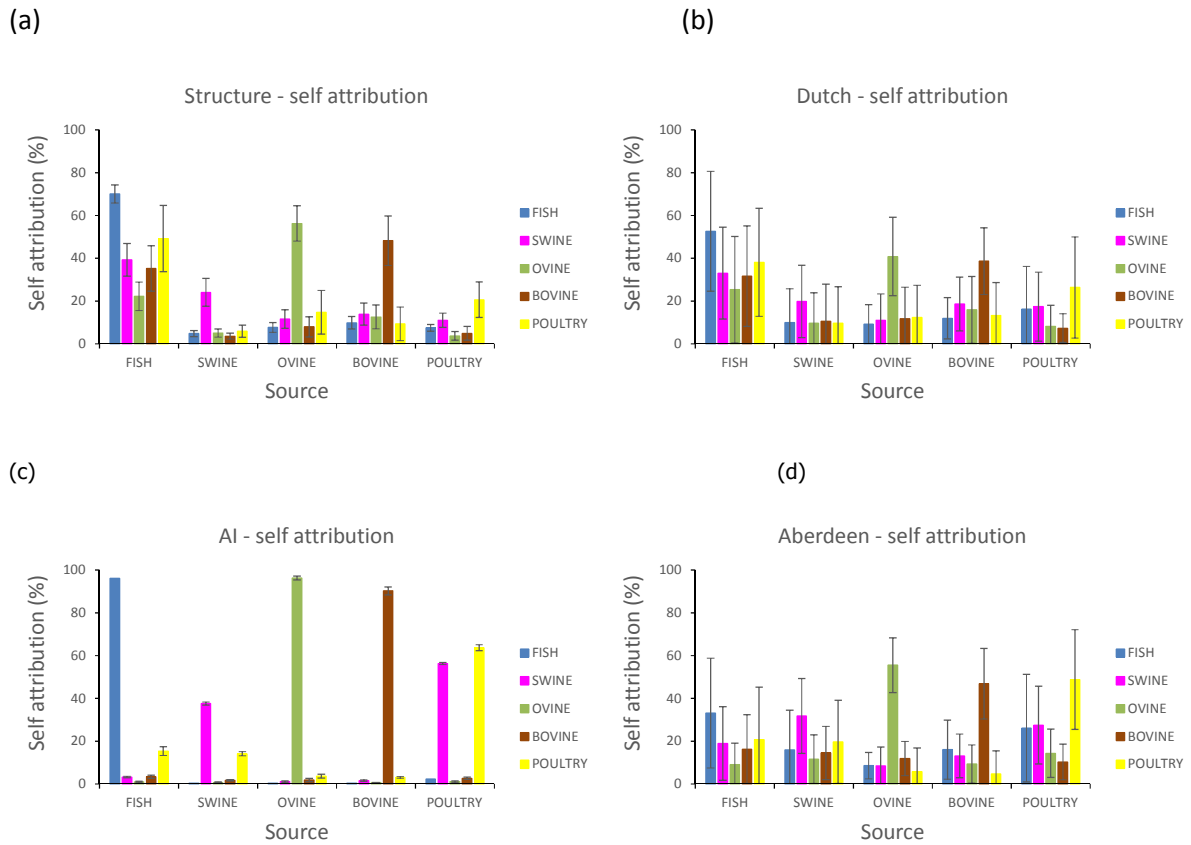 (a)
Structure - self attribution
Self attribution (%)
100
80
60
40
20
0
FISH SWINE OVINE BOVINE POULTRY
Source
FISH
SWINE
OVINE
BOVINE
POULTRY
(b)
Dutch - self attribution
Self attribution (%)
100
80
60
40
20
0
FISH SWINE OVINE BOVINE POULTRY
Source
FISH
SWINE
OVINE
BOVINE
POULTRY
(c)
AI - self attribution
Self attribution (%)
100
80
60
40
20
0
FISH SWINE OVINE BOVINE POULTRY
Source
FISH
SWINE
OVINE
BOVINE
POULTRY
(d)
Aberdeen - self attribution
Self attribution (%)
100
80
60
40
20
0
FISH SWINE OVINE BOVINE POULTRY
Source
FISH
SWINE
OVINE
BOVINE
POULTRY